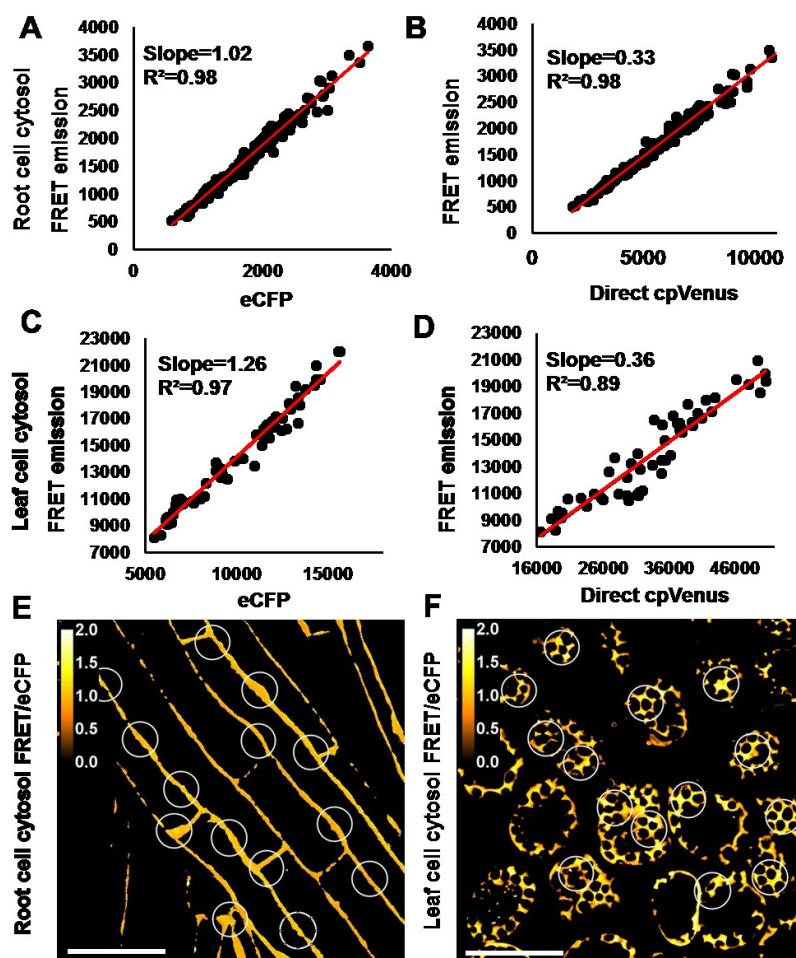 A
Root cell cytosol
FRET emission
4000
3500
3000
2500
2000
1500
1000
500
0
Slope=1.02
R²=0.98
0
2000
4000
eCFP
B
FRET emission
4000
3500
3000
2500
2000
1500
1000
500
0
Slope=0.33
R²=0.98
0
5000
10000
Direct cpVenus
C
Leaf cell cytosol
FRET emission
23000
21000
19000
17000
15000
13000
11000
9000
7000
Slope=1.26
R²=0.97
5000
10000
15000
eCFP
D
FRET emission
23000
21000
19000
17000
15000
13000
11000
9000
7000
Slope=0.36
R²=0.89
16000
26000
36000
46000
Direct cpVenus
E
Root cell cytosol FRET/eCFP
2.0
1.5
1.0
0.5
0.0
F
Leaf cell cytosol FRET/eCFP
2.0
1.5
1.0
0.5
0.0